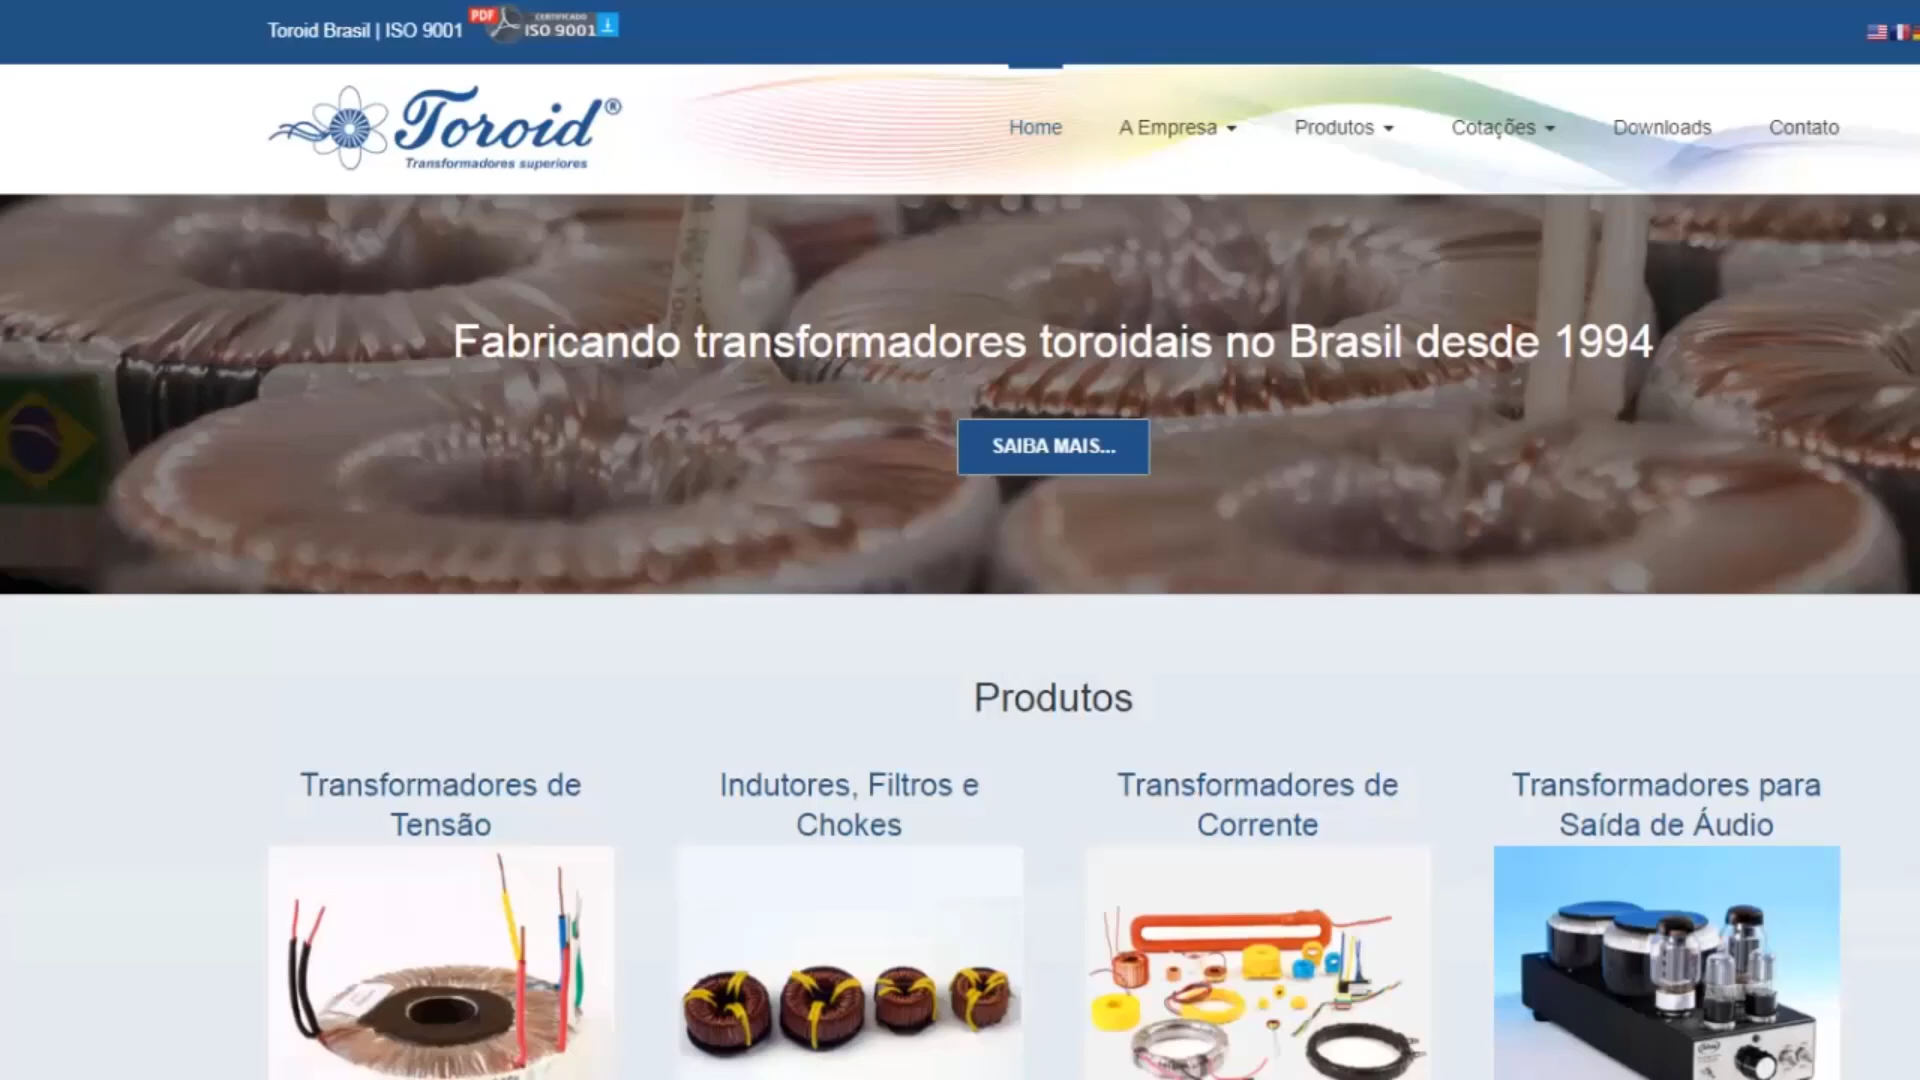 Toroid Brasil | ISO 9001
PDF
CERTIFICADO
ISO 9001
Toroid®
Transformadores superiores
Home
A Empresa
Produtos
Cotações
Downloads
Contato
Fabricando transformadores toroidais no Brasil desde 1994
SAIBA MAIS...
Produtos
Transformadores de
Tensão
Indutores, Filtros e
Chokes
Transformadores de
Corrente
Transformadores para
Saída de Áudio